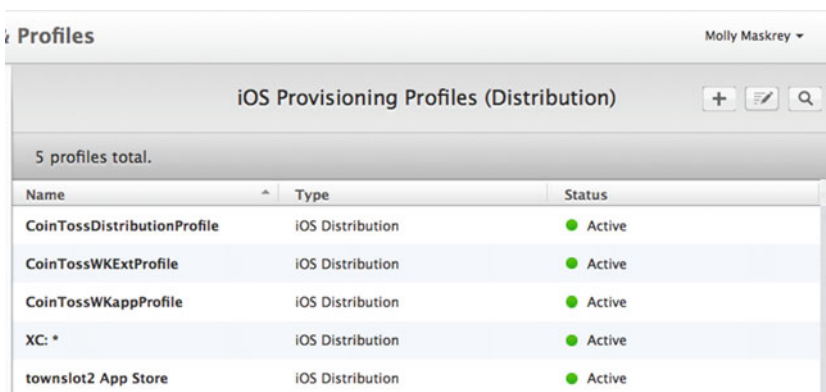 & Profiles
Molly Maskrey
iOS Provisioning Profiles (Distribution)
5 profiles total.
Name Type Status
CoinTossDistributionProfile iOS Distribution Active
CoinTossWKExtProfile iOS Distribution Active
CoinTossWKappProfile iOS Distribution Active
XC: * iOS Distribution Active
townslot2 App Store iOS Distribution Active